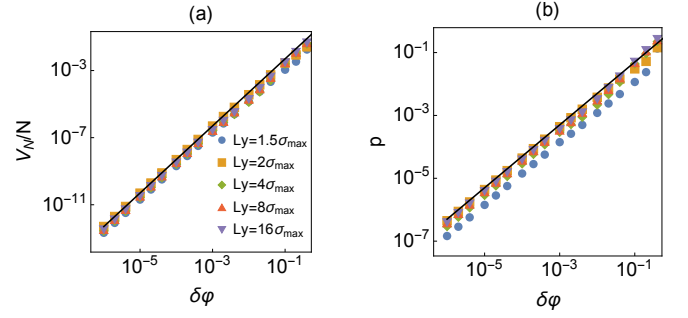 (a)
10⁻³
10⁻⁷
10⁻¹¹
V_N/N
Ly=1.5σ_max
Ly=2σ_max
Ly=4σ_max
Ly=8σ_max
Ly=16σ_max
10⁻⁵ 10⁻³ 10⁻¹
δφ
(b)
10⁻¹
10⁻³
10⁻⁵
10⁻⁷
p
10⁻⁵ 10⁻³ 10⁻¹
δφ